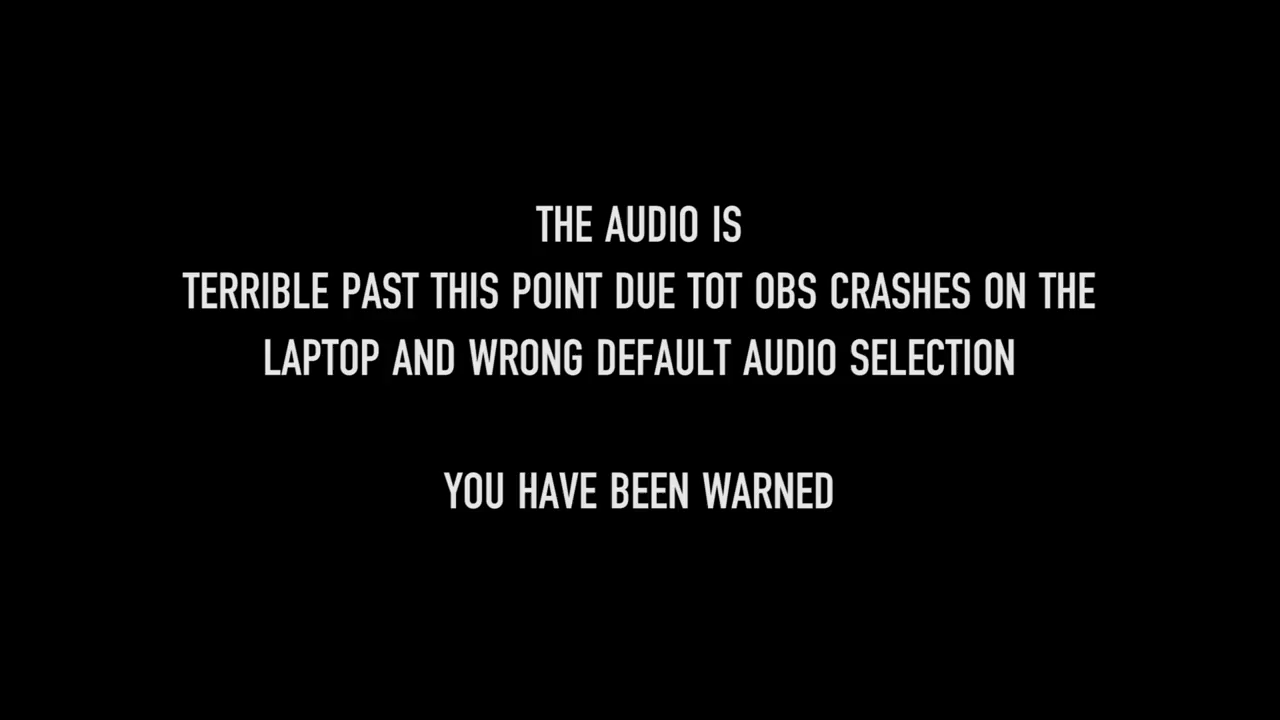 THE AUDIO IS
TERRIBLE PAST THIS POINT DUE TOT OBS CRASHES ON THE
LAPTOP AND WRONG DEFAULT AUDIO SELECTION
YOU HAVE BEEN WARNED